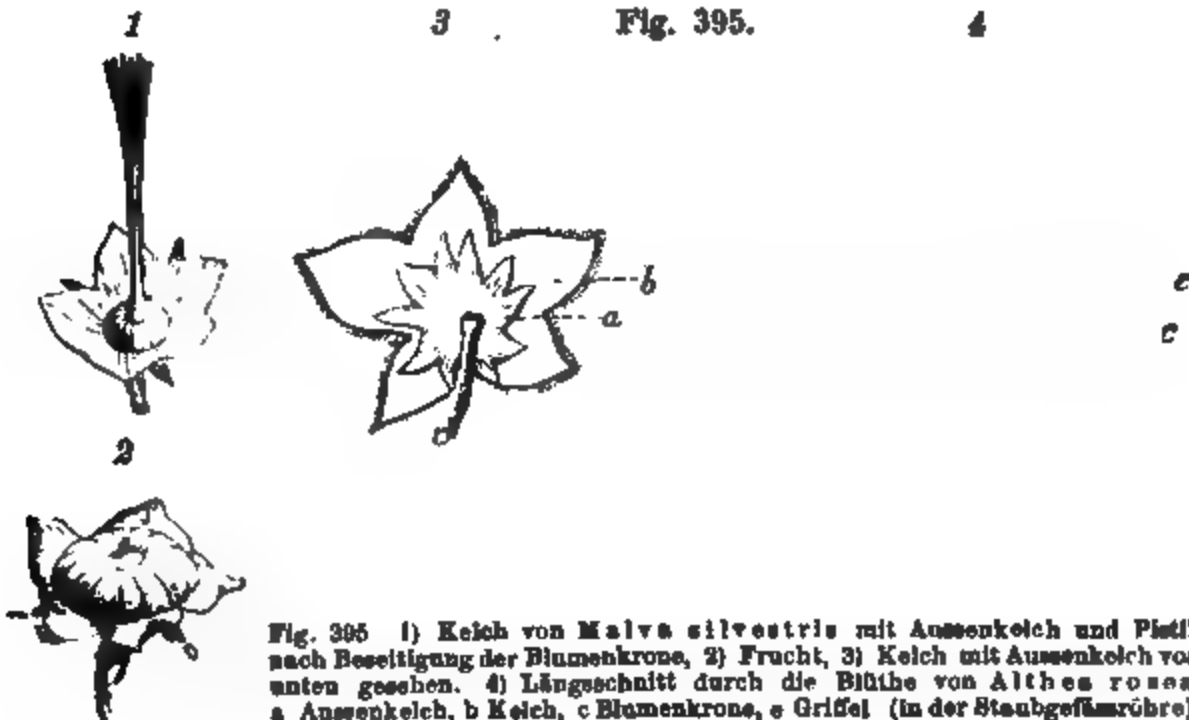 1 3 Fig. 395. 4
b
a
e
c
c
2
Fig. 395 1) Kelch von Malva silvestris mit Aussenkelch und Pistil
nach Beseitigung der Blumenkrone, 2) Frucht, 3) Kelch mit Aussenkelch von
unten gesehen. 4) Längsschnitt durch die Blüthe von Althea rosea
a Aussenkelch, b Kelch, c Blumenkrone, e Griffel (in der Staubgefässröhre)